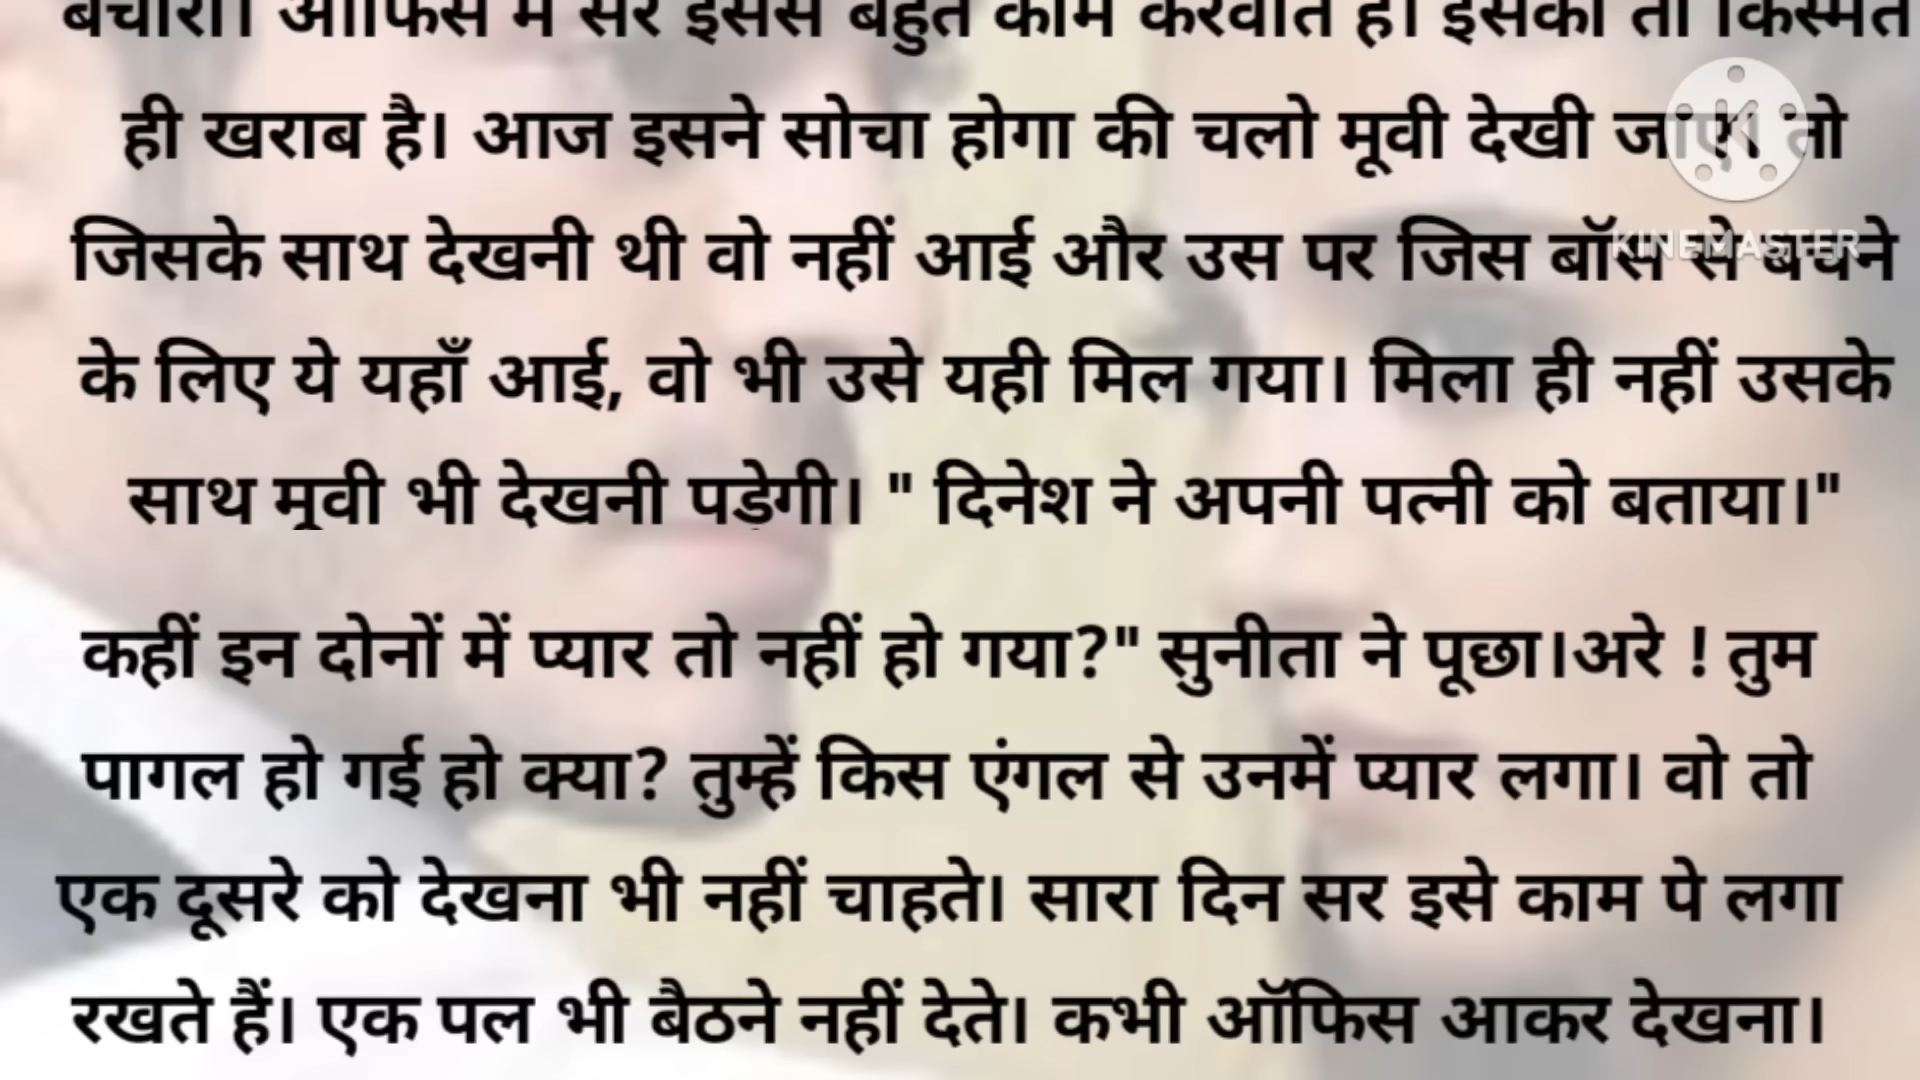 बेचारी। ऑफिस में सर इससे बहुत काम करवाते हैं। इसकी तो किस्मत
ही खराब है। आज इसने सोचा होगा की चलो मूवी देखी जाए। तो
जिसके साथ देखनी थी वो नहीं आई और उस पर जिस बॉस से बचने
के लिए ये यहाँ आई, वो भी उसे यही मिल गया। मिला ही नहीं उसके
साथ मूवी भी देखनी पड़ेगी। " दिनेश ने अपनी पत्नी को बताया।"
कहीं इन दोनों में प्यार तो नहीं हो गया?" सुनीता ने पूछा।अरे ! तुम
पागल हो गई हो क्या? तुम्हें किस एंगल से उनमें प्यार लगा। वो तो
एक दूसरे को देखना भी नहीं चाहते। सारा दिन सर इसे काम पे लगा
रखते हैं। एक पल भी बैठने नहीं देते। कभी ऑफिस आकर देखना।
KINEMASTER